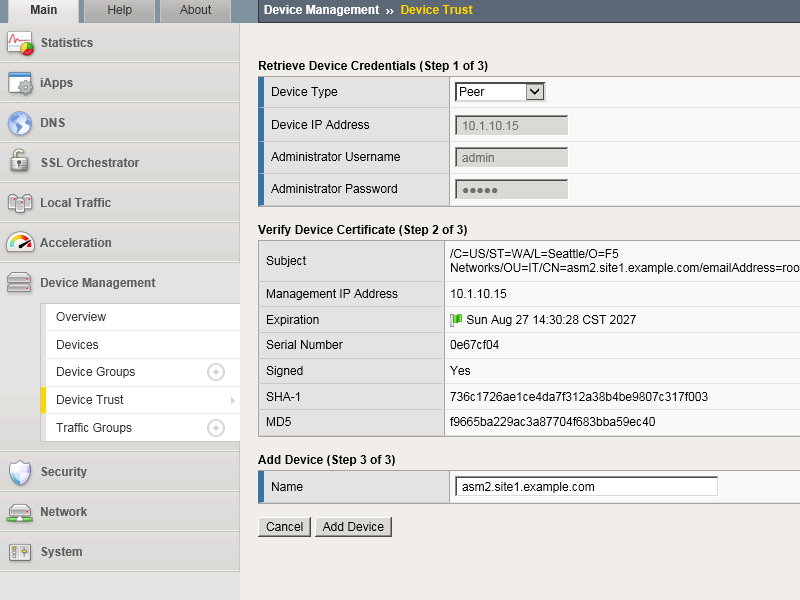 Main
Help
About
Device Management ›› Device Trust
Statistics
iApps
DNS
SSL Orchestrator
Local Traffic
Acceleration
Device Management
Overview
Devices
Device Groups
Device Trust
Traffic Groups
Security
Network
System
Retrieve Device Credentials (Step 1 of 3)
Device Type Peer
Device IP Address 10.1.10.15
Administrator Username admin
Administrator Password ●●●●●
Verify Device Certificate (Step 2 of 3)
Subject /C=US/ST=WA/L=Seattle/O=F5
Networks/OU=IT/CN=asm2.site1.example.com/emailAddress=roo
Management IP Address 10.1.10.15
Expiration Sun Aug 27 14:30:28 CST 2027
Serial Number 0e67cf04
Signed Yes
SHA-1 736c1726ae1ce4da7f312a38b4be9807c317f003
MD5 f9665ba229ac3a87704f683bba59ec40
Add Device (Step 3 of 3)
Name asm2.site1.example.com
Cancel Add Device